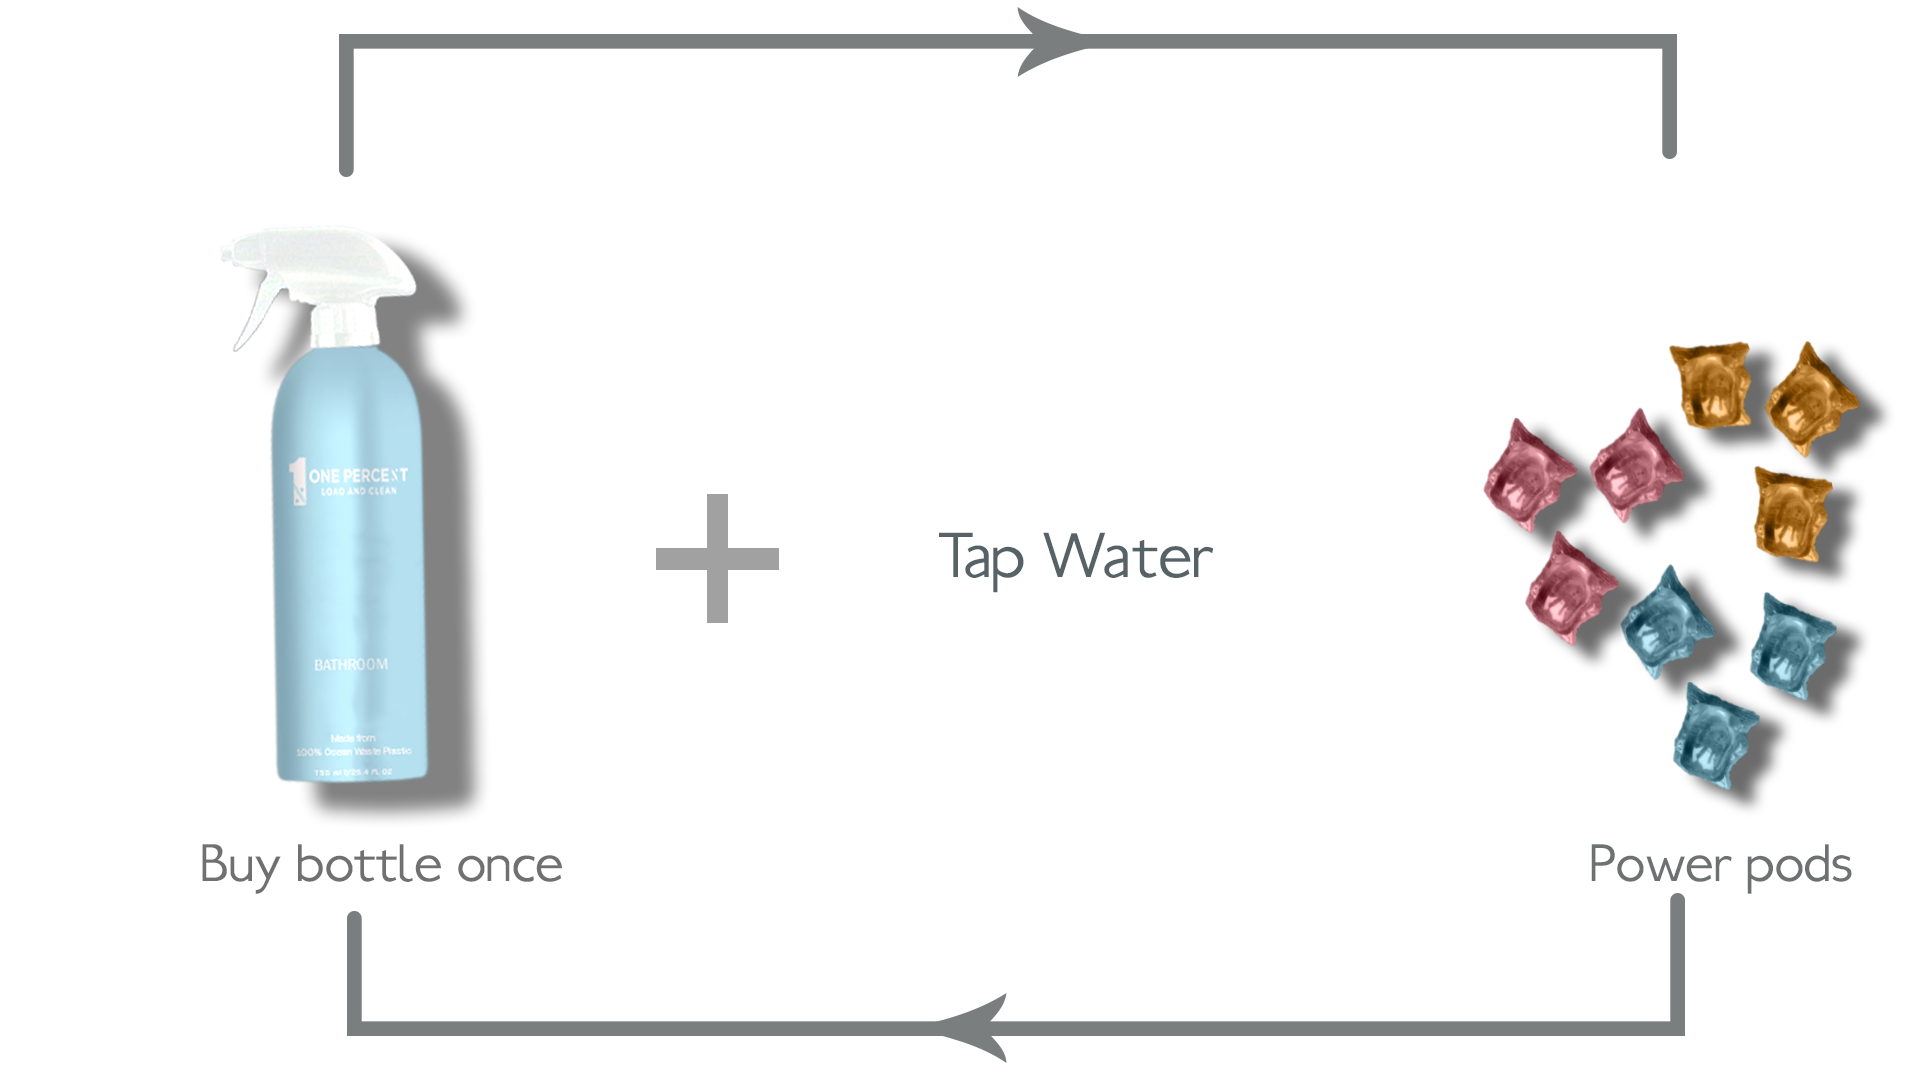 1 ONE PERCENT
LOAD AND CLEAN
Tap Water
BATHROOM
Made from
100% Ocean Waste Plastic
750 ml/25.4 FL OZ
Buy bottle once
Power pods